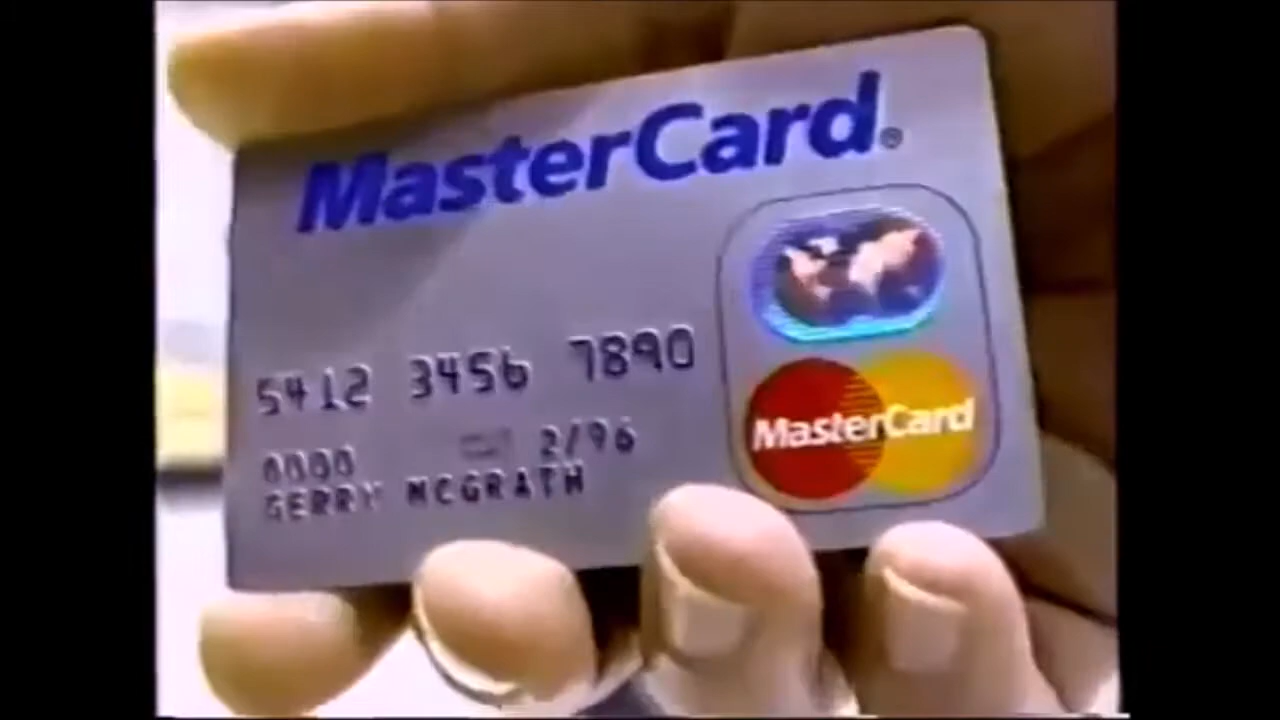 MasterCard®
5412 3456 7890
0000 2/96
GERRY MCGRATH
MasterCard